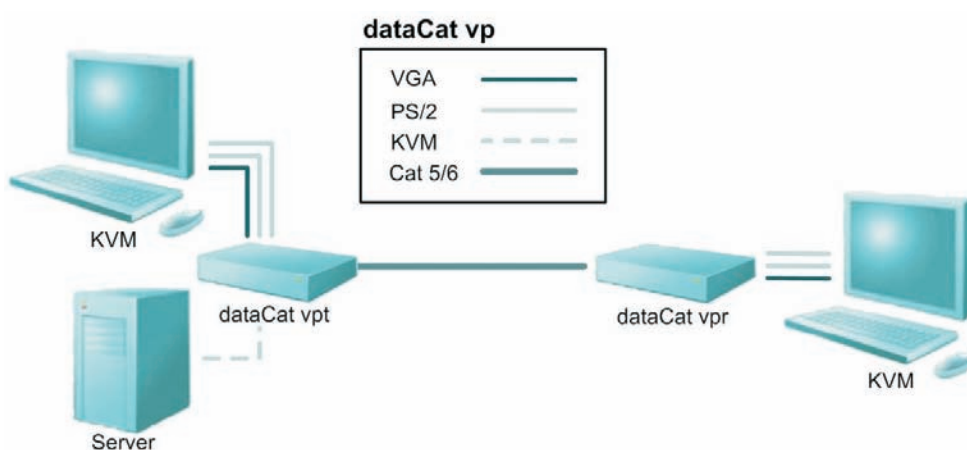 dataCat vp
VGA
PS/2
KVM
Cat 5/6
KVM
dataCat vpt
dataCat vpr
KVM
Server